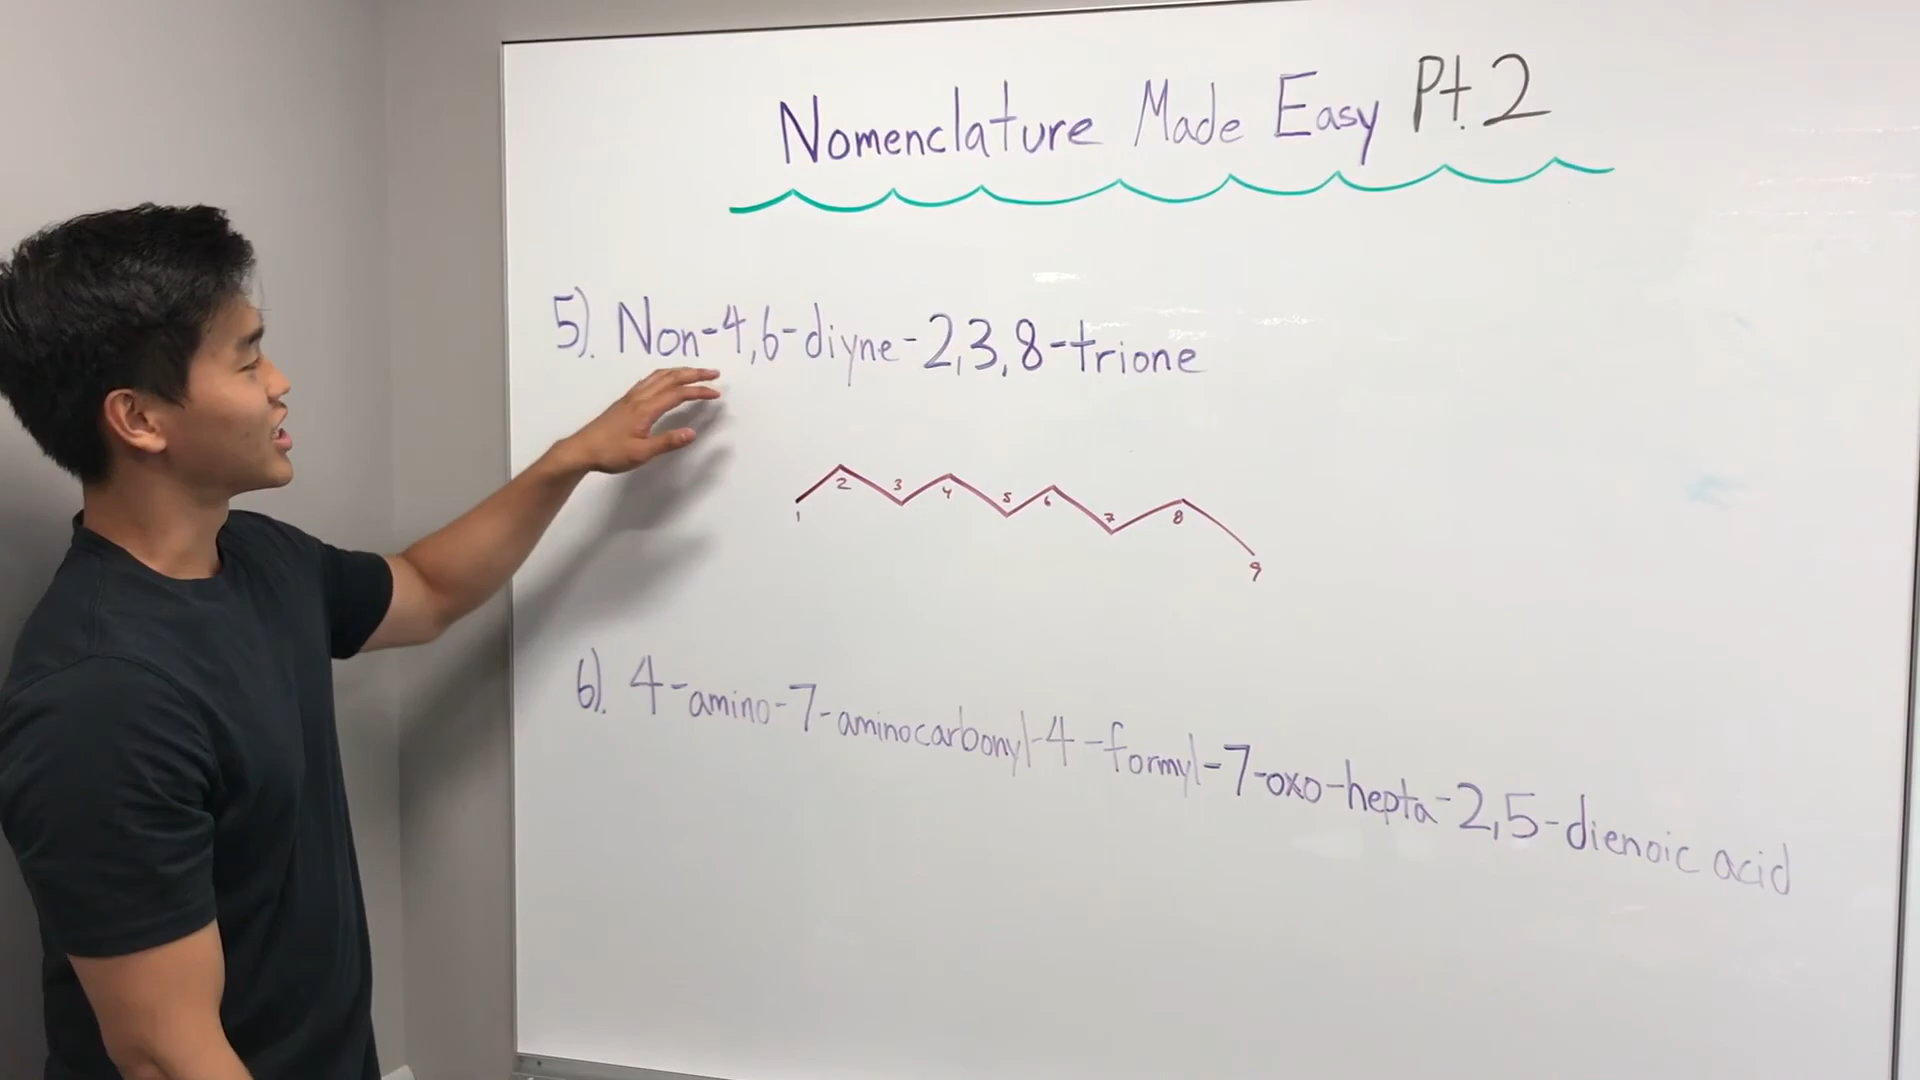 Nomenclature Made Easy Pt.2
5). Non-4,6-diyne-2,3,8-trione
1 2 3 4 5 6 7 8 9
6). 4-amino-7-aminocarbonyl-4-formyl-7-oxo-hepta-2,5-dienoic acid